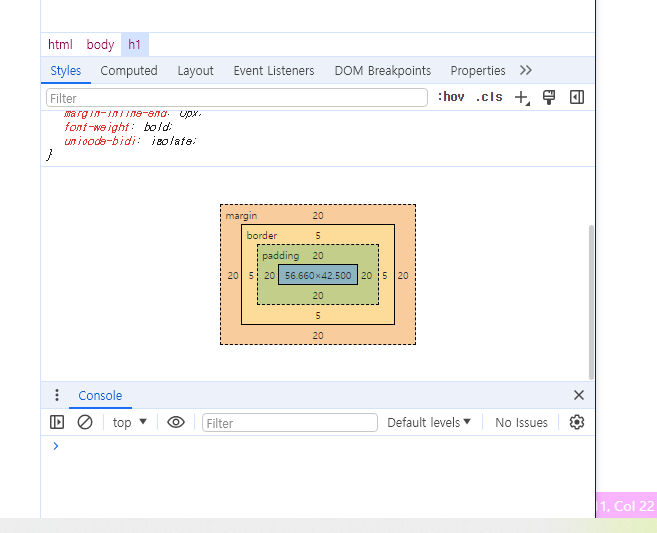 html body h1
Styles Computed Layout Event Listeners DOM Breakpoints Properties
Filter :hov .cls
margin-inline-end: 0px;
font-weight: bold;
unicode-bidi: isolate;
}
margin 20
border 5
padding 20
20 5 20 56.660×42.500 20 5 20
20
5
20
Console
top Filter Default levels No Issues
1, Col 22